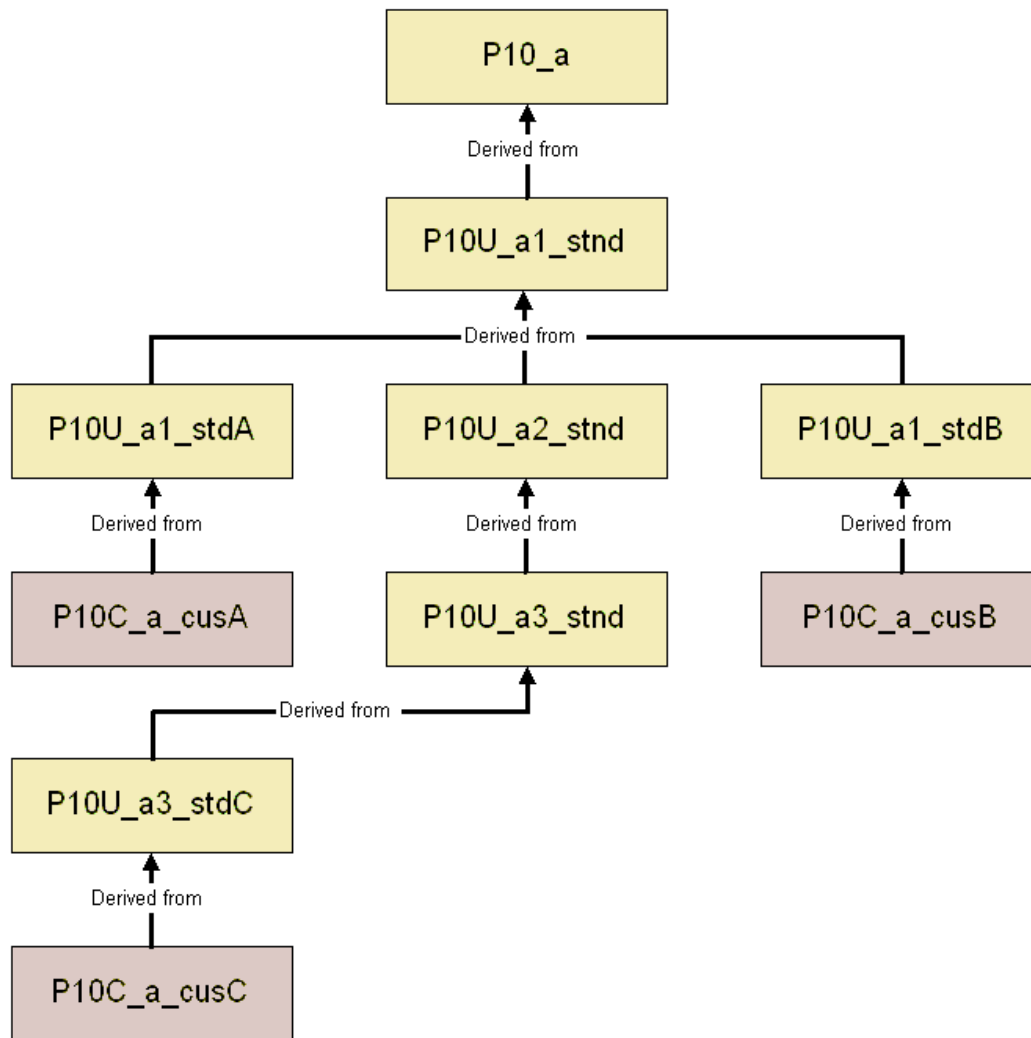 P10_a
Derived from
P10U_a1_stnd
Derived from
P10U_a1_stdA
P10U_a2_stnd
P10U_a1_stdB
Derived from
Derived from
Derived from
P10C_a_cusA
P10U_a3_stnd
P10C_a_cusB
Derived from
P10U_a3_stdC
Derived from
P10C_a_cusC